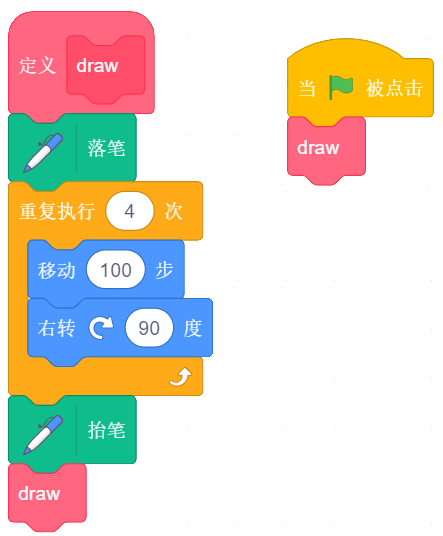 定义 draw
落笔
重复执行 4 次
移动 100 步
右转 90 度
抬笔
draw
当 被点击
draw